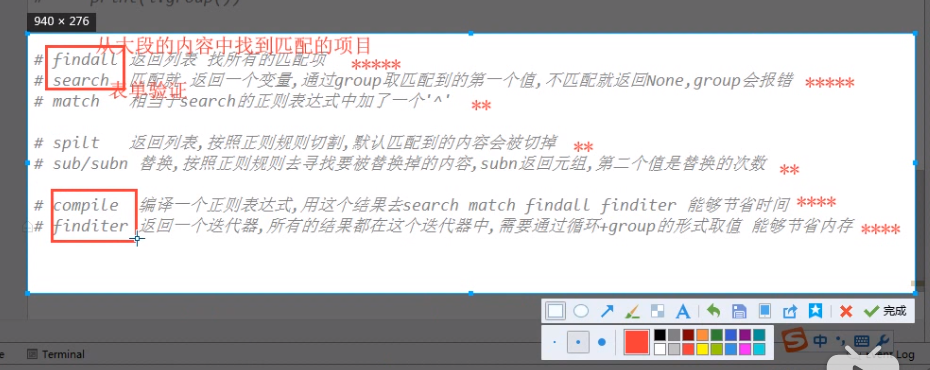 # print(i.group())
940 × 276
从大段的内容中找到匹配的项目
# findall 返回列表 找所有的匹配项 *****
# search 匹配就,返回一个变量,通过group取匹配到的第一个值,不匹配就返回None,group会报错 *****
表单验证
# match 相当于search的正则表达式中加了一个'^' **
# spilt 返回列表,按照正则规则切割,默认匹配到的内容会被切掉 **
# sub/subn 替换,按照正则规则去寻找要被替换掉的内容,subn返回元组,第二个值是替换的次数 **
# compile 编译一个正则表达式,用这个结果去search match findall finditer 能够节省时间 ****
# finditer 返回一个迭代器,所有的结果都在这个迭代器中,需要通过循环+group的形式取值 能够节省内存 ****
A 完成
S 中
Terminal
Event Log